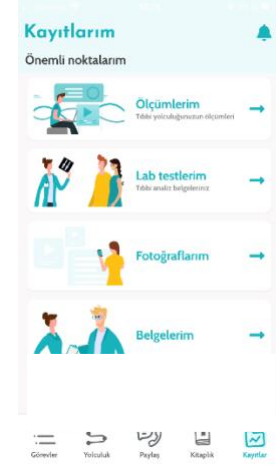 Kayıtlarım
Önemli noktalarım
Ölçümlerim
Tıbbi yolculuğunuzun ölçümleri
Lab testlerim
Tıbbi analiz belgeleriniz
Fotoğraflarım
Belgelerim
Görevler Yolculuk Paylaş Kitaplık Kayıtlar